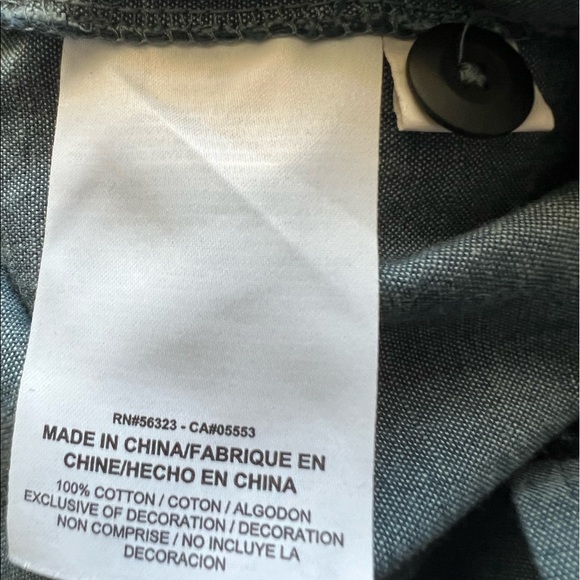 RN#56323 - CA#05553
MADE IN CHINA/FABRIQUE EN
CHINE/HECHO EN CHINA
100% COTTON / COTON / ALGODON
EXCLUSIVE OF DECORATION / DECORATION
NON COMPRISE / NO INCLUYE LA
DECORACION